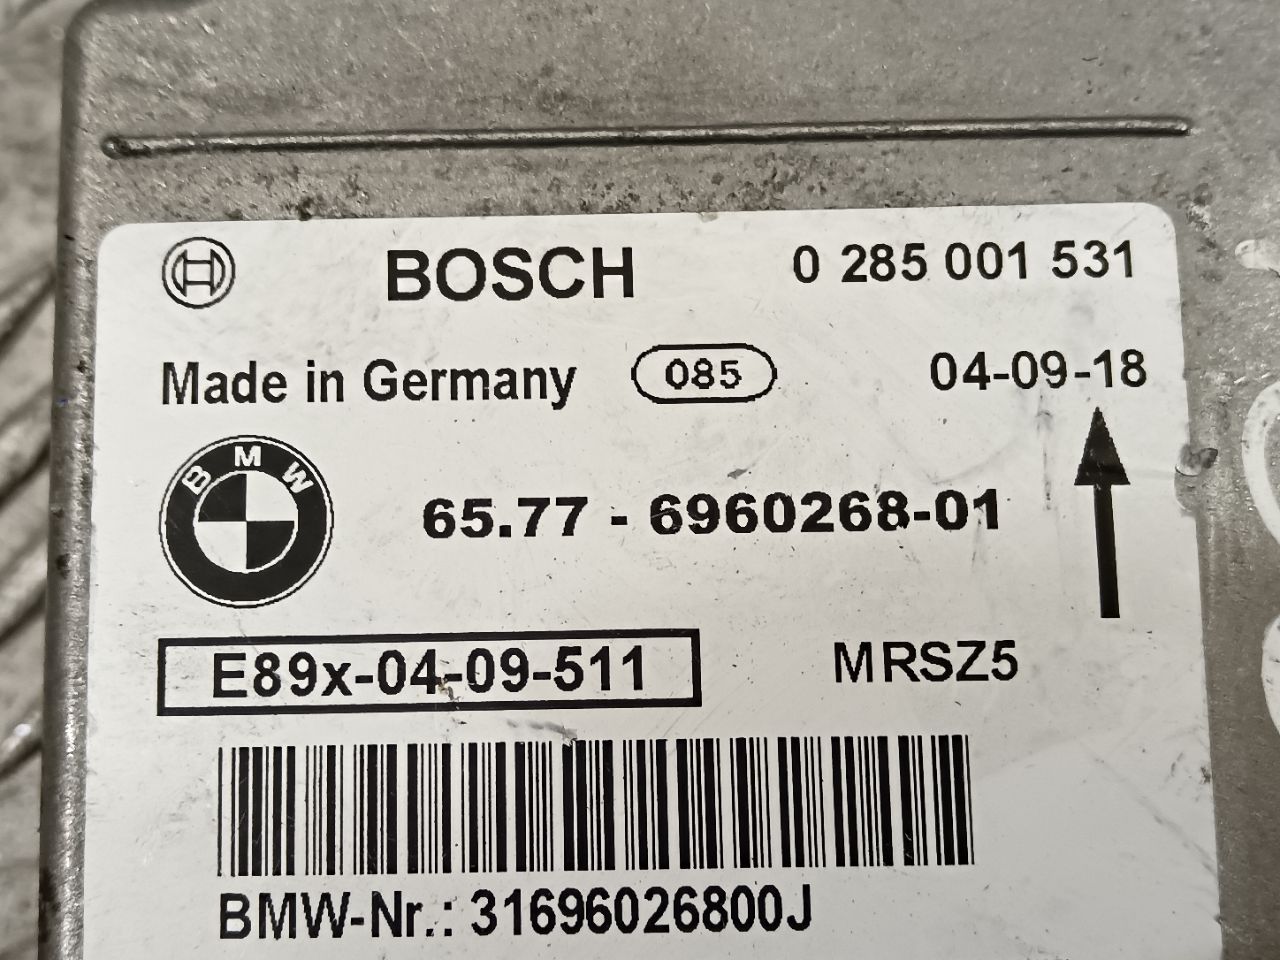 BOSCH 0 285 001 531
Made in Germany 085 04-09-18
BMW
65.77 - 6960268-01
E89x-04-09-511 MRSZ5
BMW-Nr.: 31696026800J